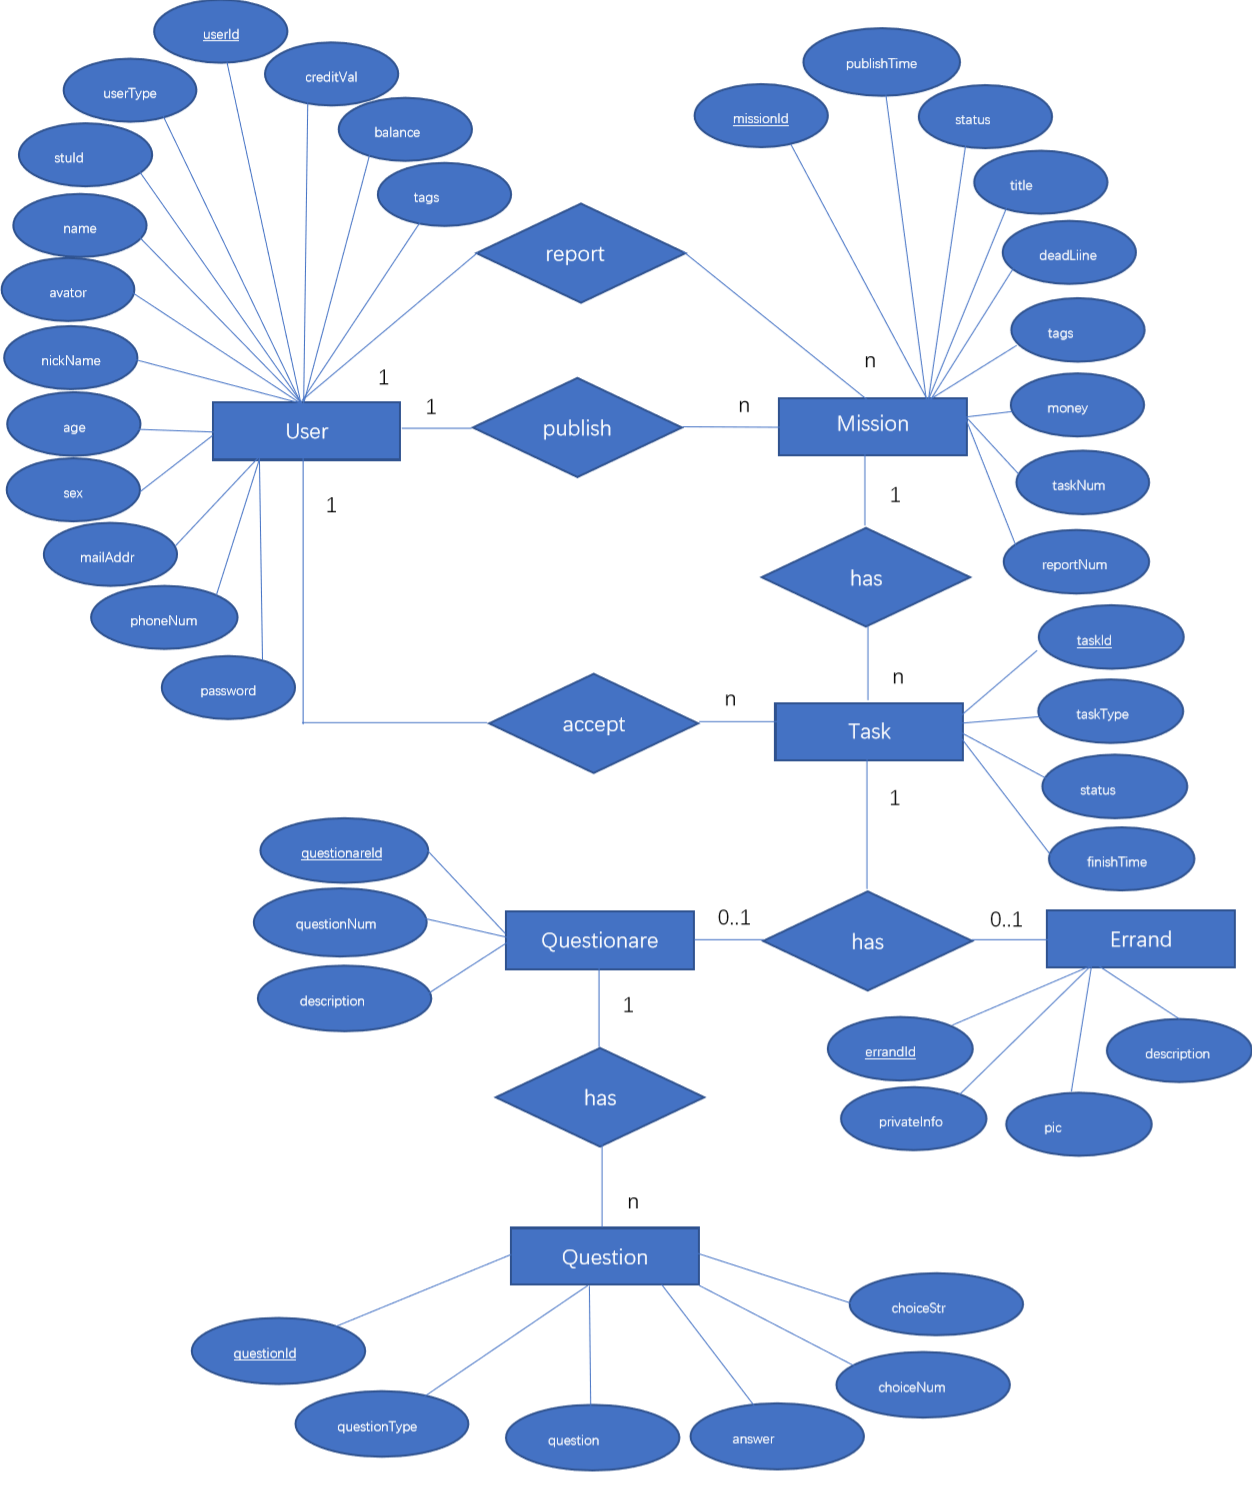 userId
creditVal
userType
balance
stuId
tags
name
avator
nickName
age
sex
mailAddr
phoneNum
password
publishTime
missionId
status
title
deadLiine
tags
money
taskNum
reportNum
report
n
1
1
publish
n
User
Mission
1
1
has
n
accept
n
Task
taskId
taskType
status
finishTime
1
questionareId
questionNum
description
Questionare
0..1
has
0..1
Errand
errandId
description
privateInfo
pic
1
has
n
Question
questionId
questionType
question
answer
choiceNum
choiceStr